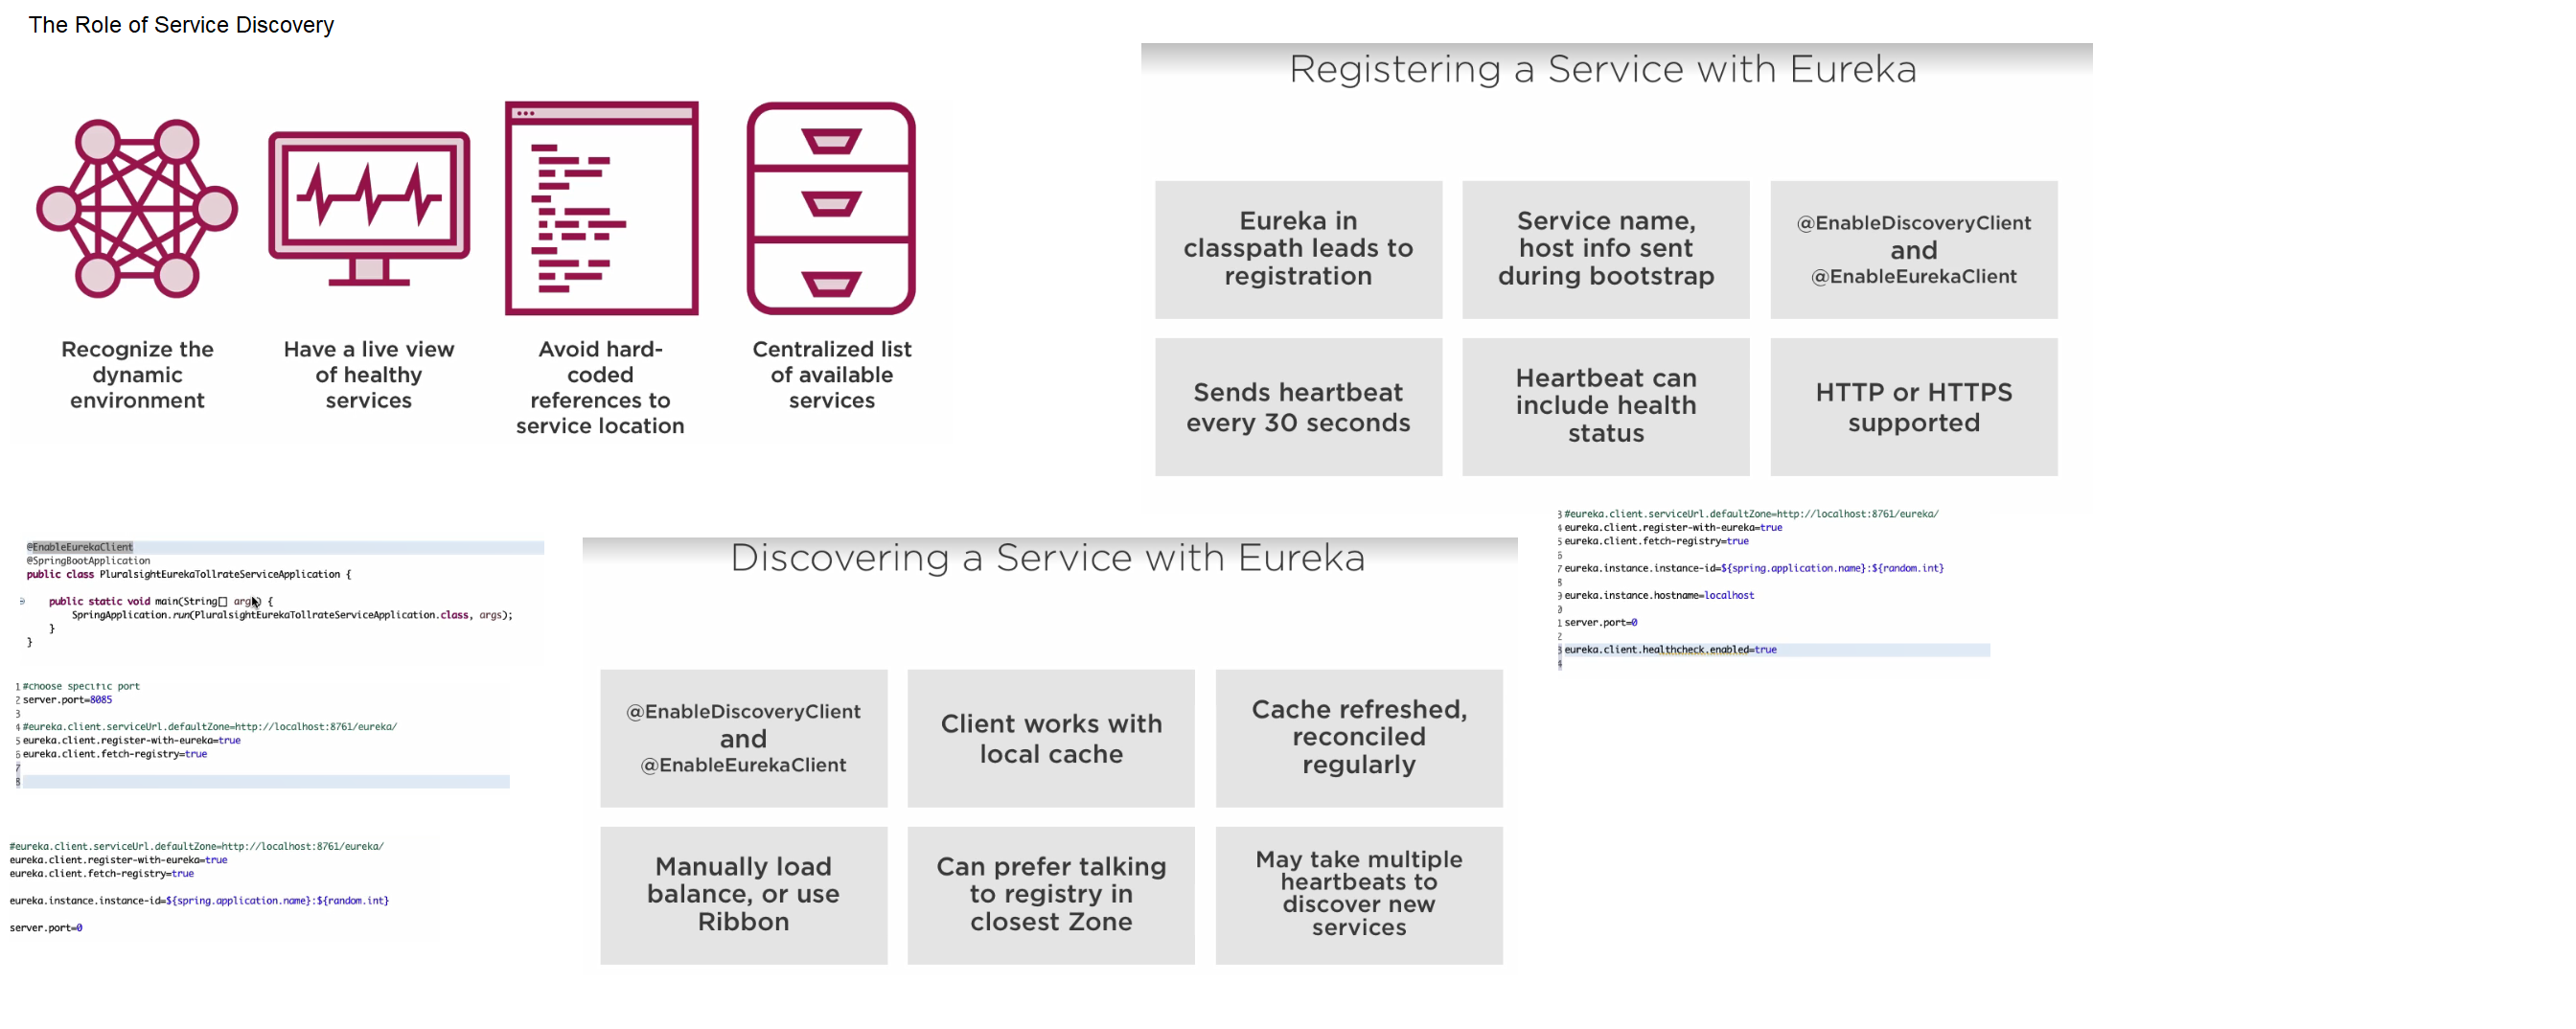 The Role of Service Discovery
Recognize the
dynamic
environment
Have a live view
of healthy
services
Avoid hard-
coded
references to
service location
Centralized list
of available
services
Registering a Service with Eureka
Eureka in
classpath leads to
registration
Service name,
host info sent
during bootstrap
@EnableDiscoveryClient
and
@EnableEurekaClient
Sends heartbeat
every 30 seconds
Heartbeat can
include health
status
HTTP or HTTPS
supported
@EnableEurekaClient
@SpringBootApplication
public class PluralsightEurekaTollrateServiceApplication {
public static void main(String[] args) {
SpringApplication.run(PluralsightEurekaTollrateServiceApplication.class, args);
}
}
1 #choose specific port
2 server.port=8085
3
4 #eureka.client.serviceUrl.defaultZone=http://localhost:8761/eureka/
5 eureka.client.register-with-eureka=true
6 eureka.client.fetch-registry=true
7
8
#eureka.client.serviceUrl.defaultZone=http://localhost:8761/eureka/
eureka.client.register-with-eureka=true
eureka.client.fetch-registry=true
eureka.instance.instance-id=${spring.application.name}:${random.int}
server.port=0
Discovering a Service with Eureka
@EnableDiscoveryClient
and
@EnableEurekaClient
Client works with
local cache
Cache refreshed,
reconciled
regularly
Manually load
balance, or use
Ribbon
Can prefer talking
to registry in
closest Zone
May take multiple
heartbeats to
discover new
services
3 #eureka.client.serviceUrl.defaultZone=http://localhost:8761/eureka/
4 eureka.client.register-with-eureka=true
5 eureka.client.fetch-registry=true
6
7 eureka.instance.instance-id=${spring.application.name}:${random.int}
8
9 eureka.instance.hostname=localhost
0
1 server.port=0
2
3 eureka.client.healthcheck.enabled=true
4